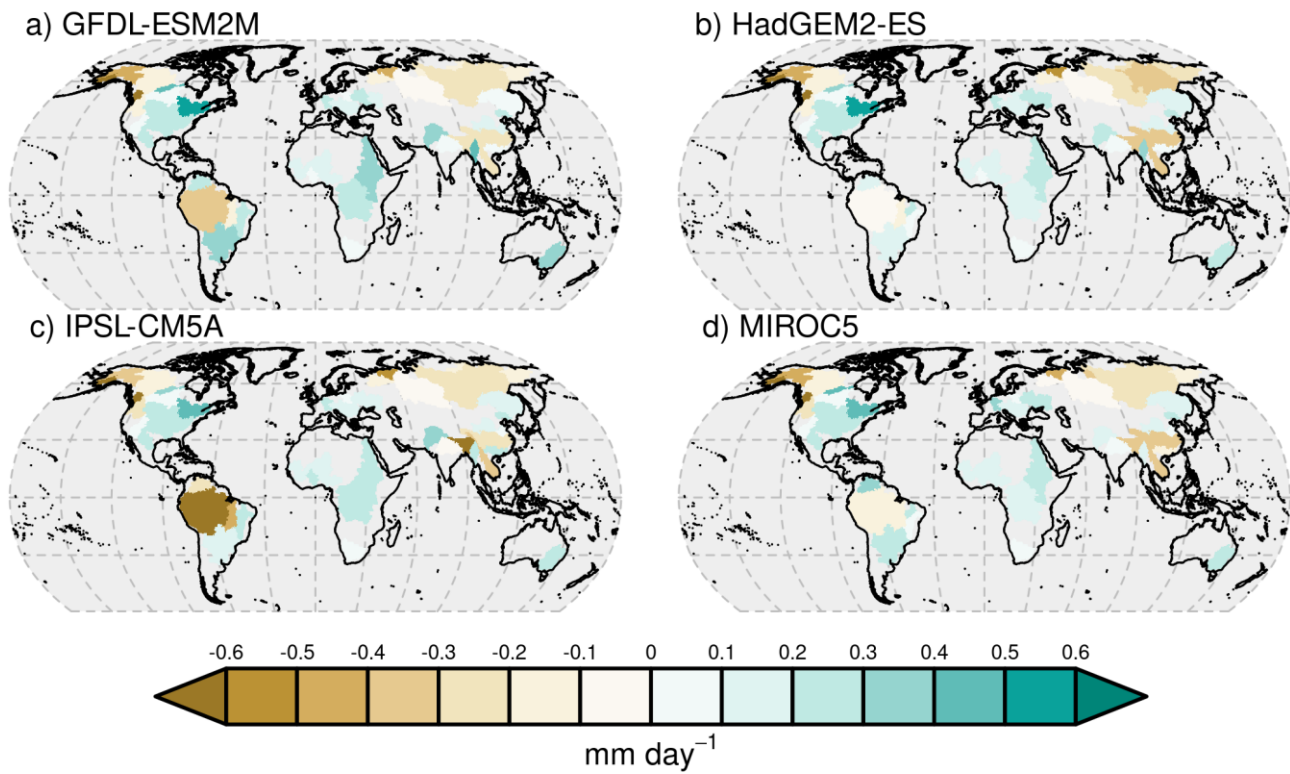 a) GFDL-ESM2M
b) HadGEM2-ES
c) IPSL-CM5A
d) MIROC5
-0.6 -0.5 -0.4 -0.3 -0.2 -0.1 0 0.1 0.2 0.3 0.4 0.5 0.6
mm day⁻¹